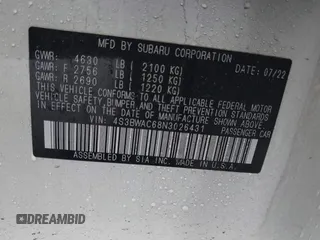 MFD. BY SUBARU CORPORATION
GVWR: 4630 LB ( 2100 KG) DATE: 07/22
GAWR: F 2756 LB ( 1250 KG)
GAWR: R 2690 LB ( 1220 KG)
THIS VEHICLE CONFORMS TO ALL APPLICABLE FEDERAL MOTOR
VEHICLE SAFETY, BUMPER, AND THEFT PREVENTION STANDARDS
IN EFFECT ON THE DATE OF MANUFACTURE SHOWN ABOVE.
VIN: 4S3BWAC68N3026431 PASSENGER CAR
ASSEMBLED BY SIA INC. MADE IN U.S.A.
DREAMBID